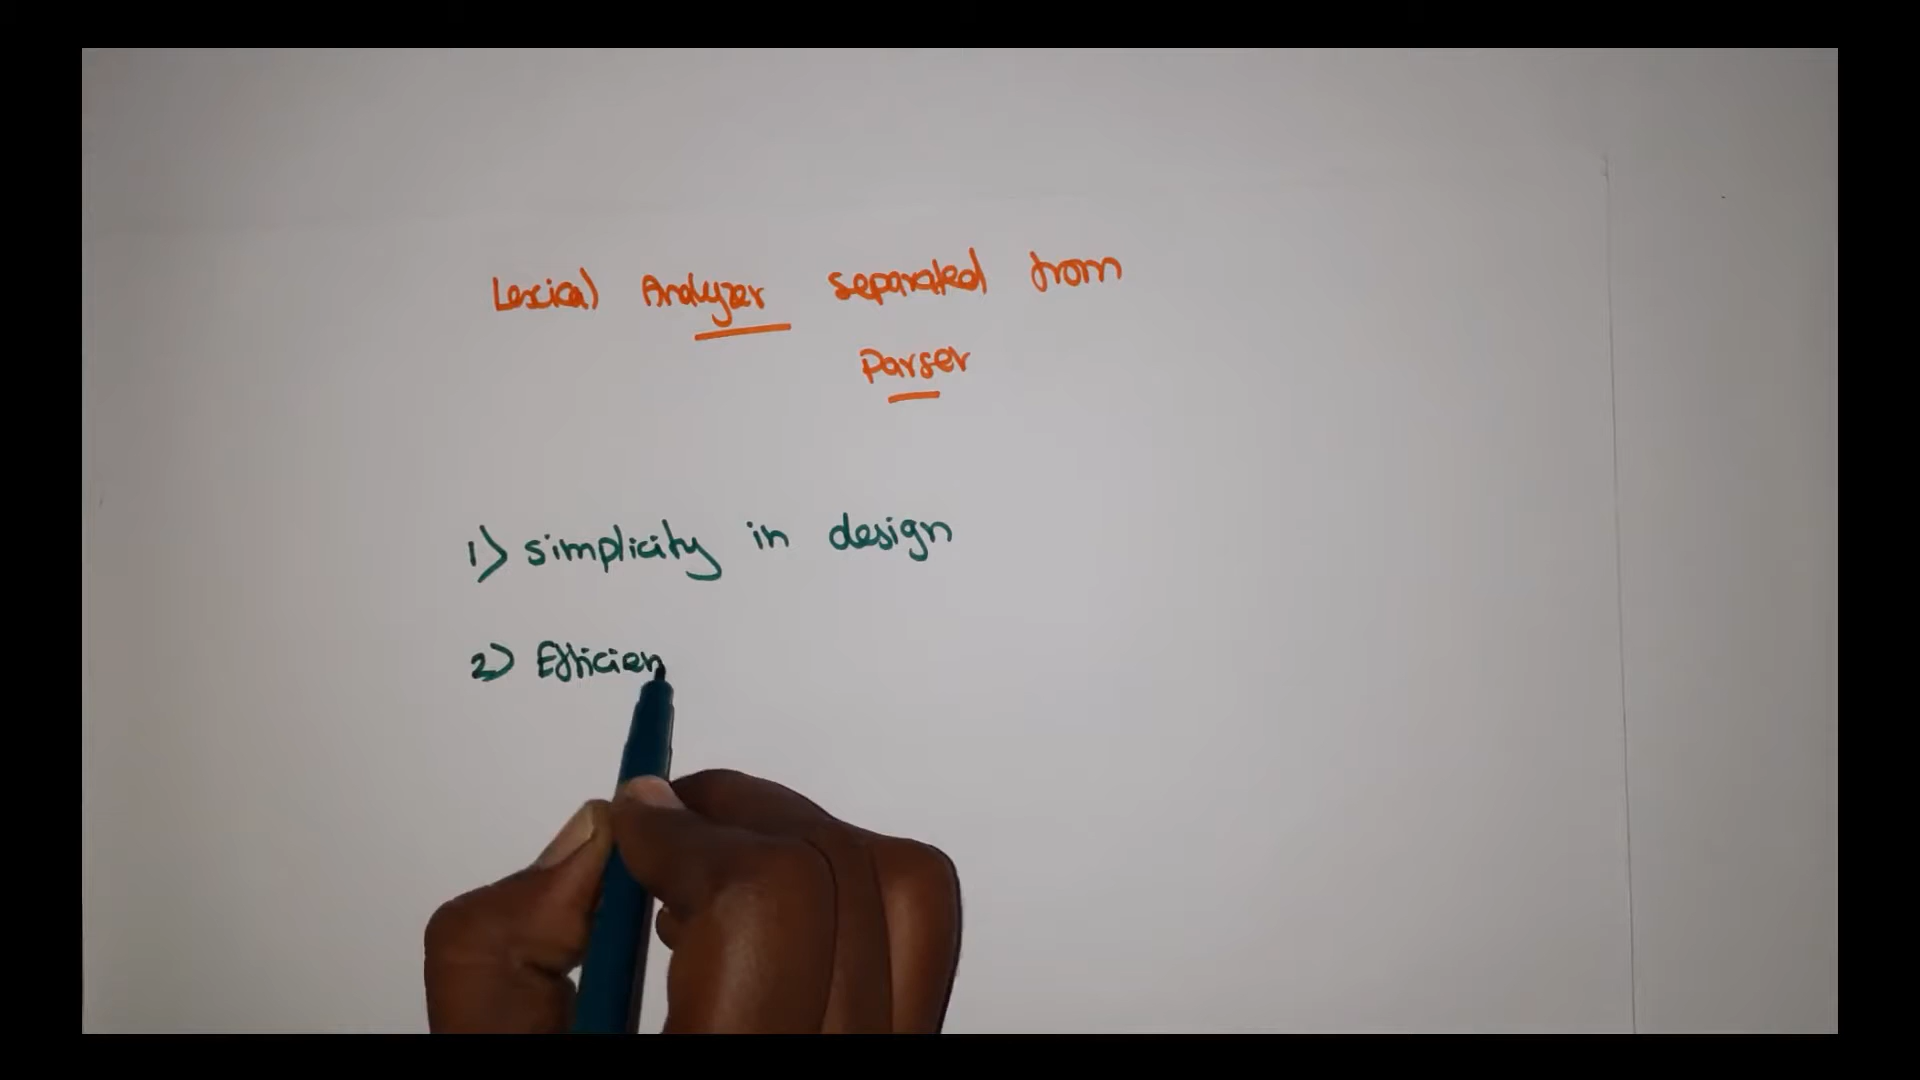 Lexical Analyzer separated from
Parser
1) simplicity in design
2) Efficien